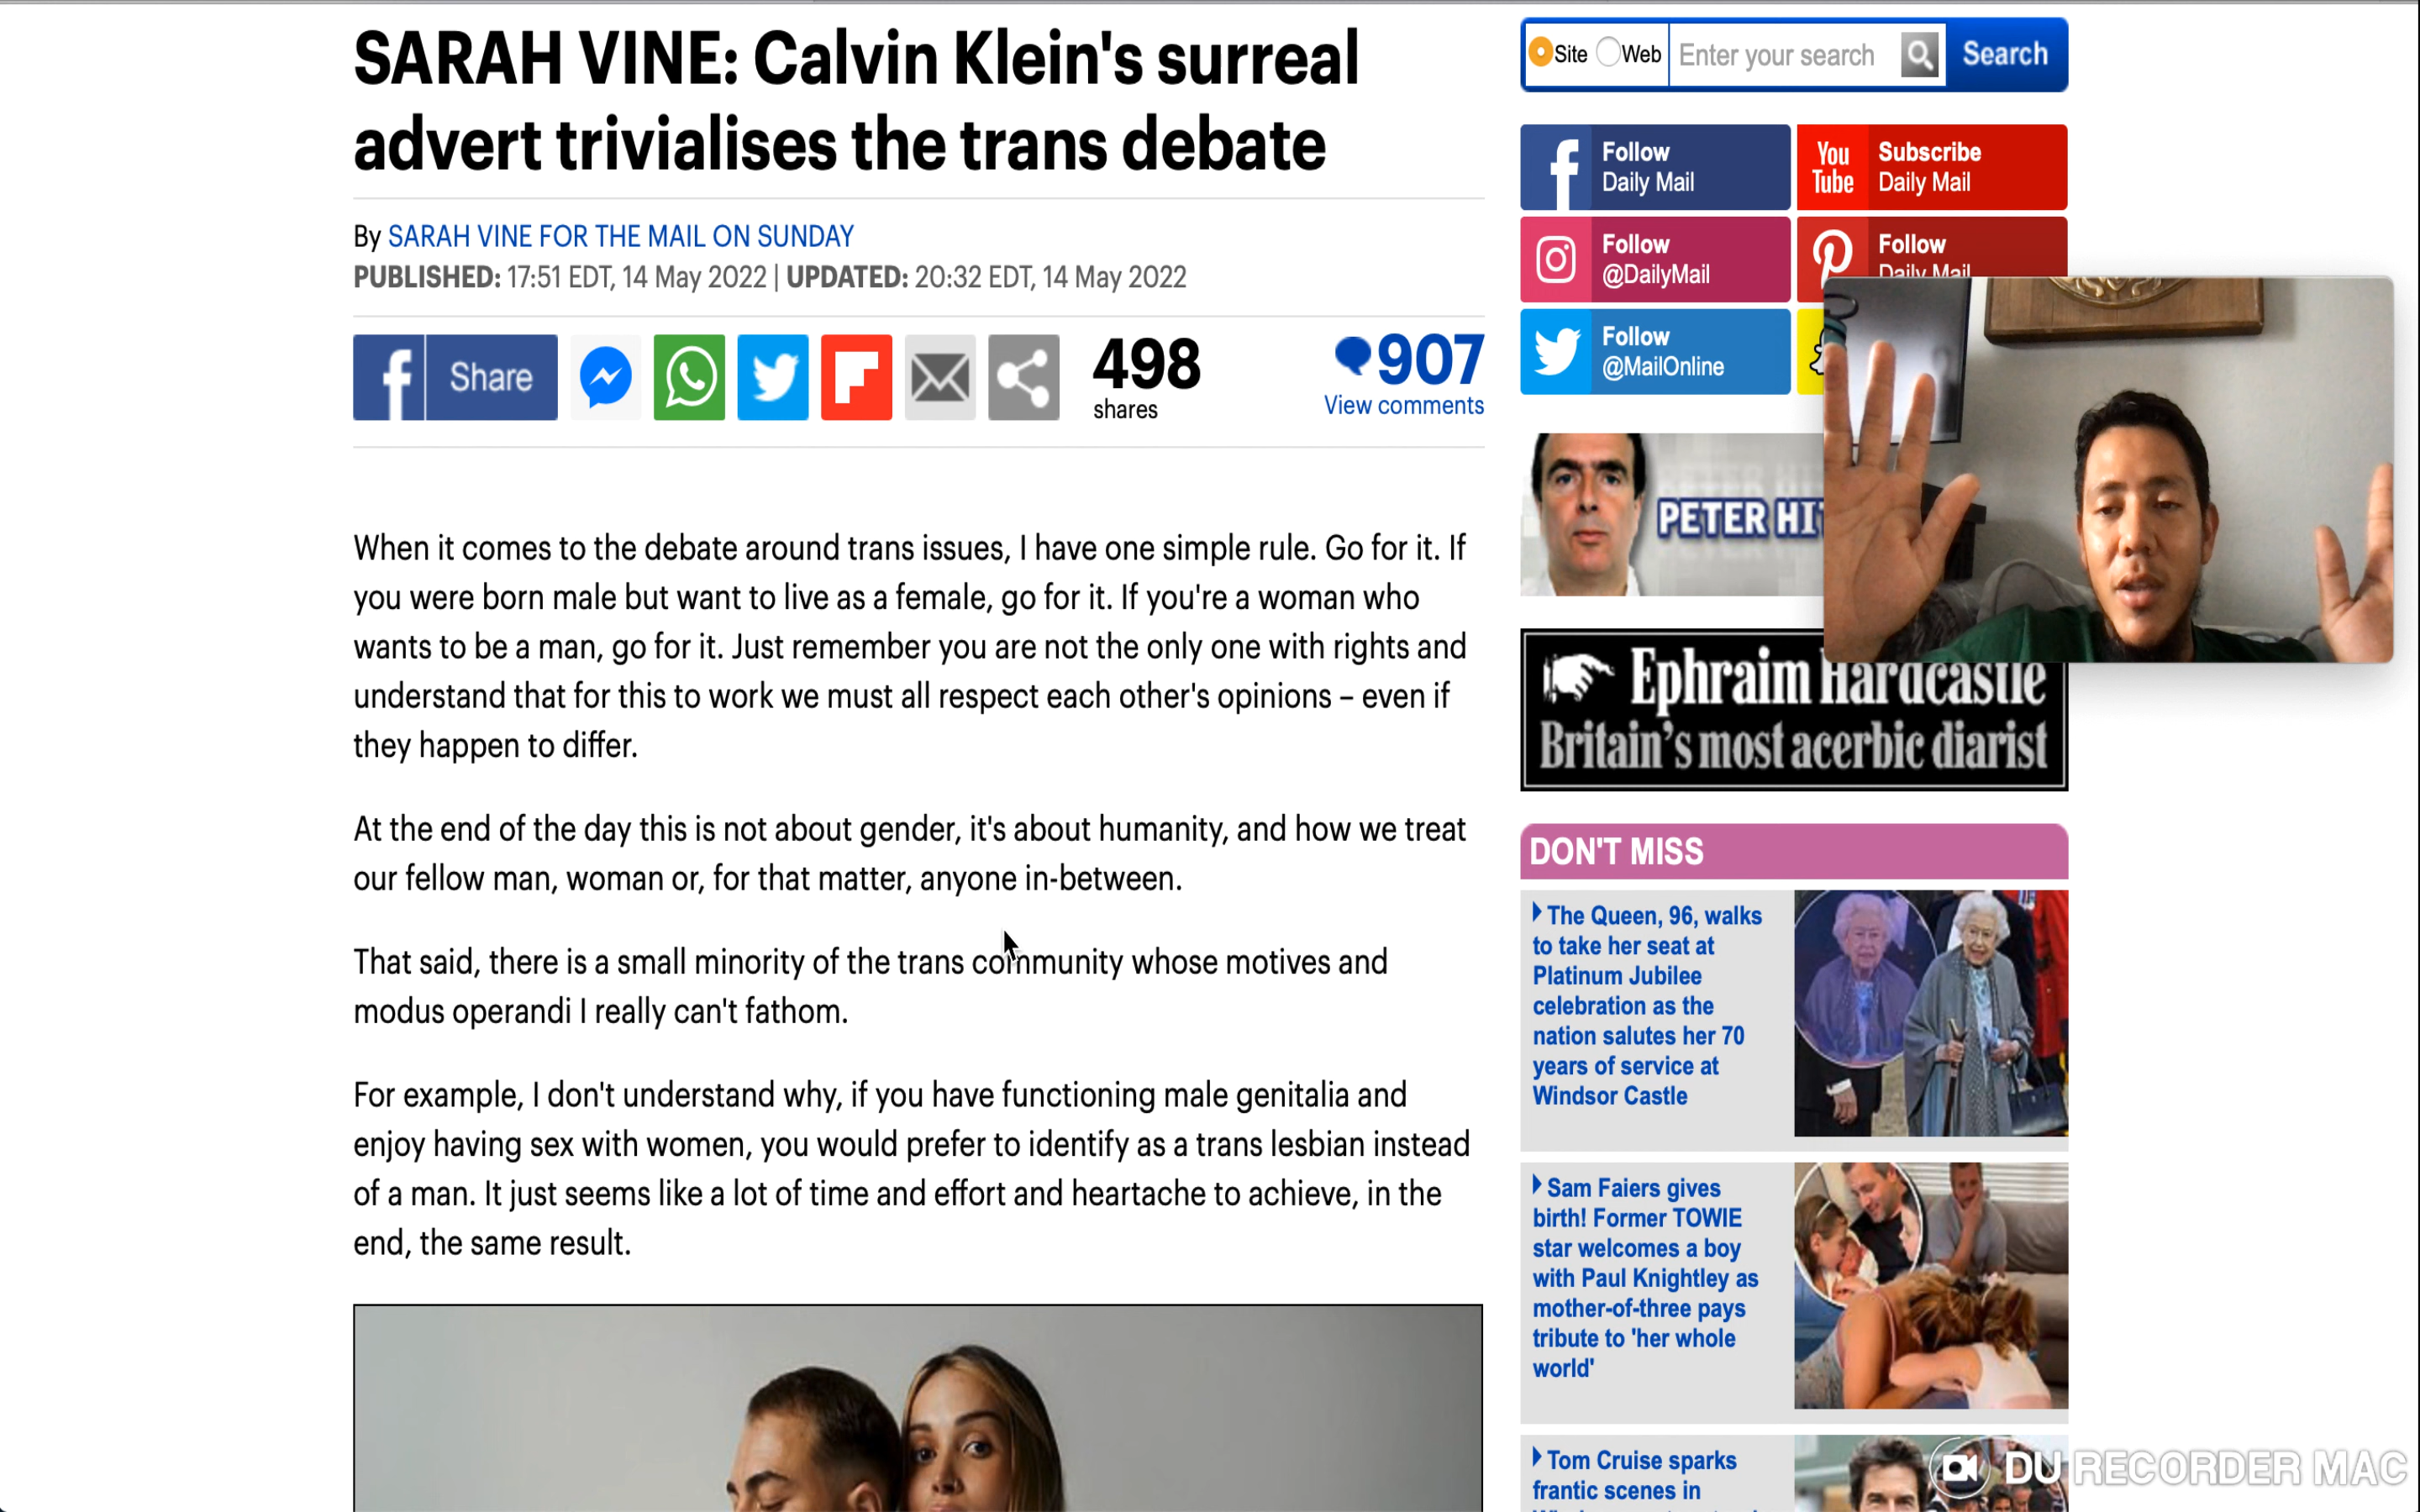 SARAH VINE: Calvin Klein's surreal
advert trivialises the trans debate
By SARAH VINE FOR THE MAIL ON SUNDAY
PUBLISHED: 17:51 EDT, 14 May 2022 | UPDATED: 20:32 EDT, 14 May 2022
Share
498
shares
907
View comments
When it comes to the debate around trans issues, I have one simple rule. Go for it. If
you were born male but want to live as a female, go for it. If you're a woman who
wants to be a man, go for it. Just remember you are not the only one with rights and
understand that for this to work we must all respect each other's opinions – even if
they happen to differ.
At the end of the day this is not about gender, it's about humanity, and how we treat
our fellow man, woman or, for that matter, anyone in-between.
That said, there is a small minority of the trans community whose motives and
modus operandi I really can't fathom.
For example, I don't understand why, if you have functioning male genitalia and
enjoy having sex with women, you would prefer to identify as a trans lesbian instead
of a man. It just seems like a lot of time and effort and heartache to achieve, in the
end, the same result.
Site Web Enter your search Search
Follow
Daily Mail
You
Tube
Subscribe
Daily Mail
Follow
@DailyMail
Follow
Daily Mail
Follow
@MailOnline
PETER HIT
Ephraim Hardcastle
Britain's most acerbic diarist
DON'T MISS
The Queen, 96, walks
to take her seat at
Platinum Jubilee
celebration as the
nation salutes her 70
years of service at
Windsor Castle
Sam Faiers gives
birth! Former TOWIE
star welcomes a boy
with Paul Knightley as
mother-of-three pays
tribute to 'her whole
world'
Tom Cruise sparks
frantic scenes in
DU RECORDER MAC